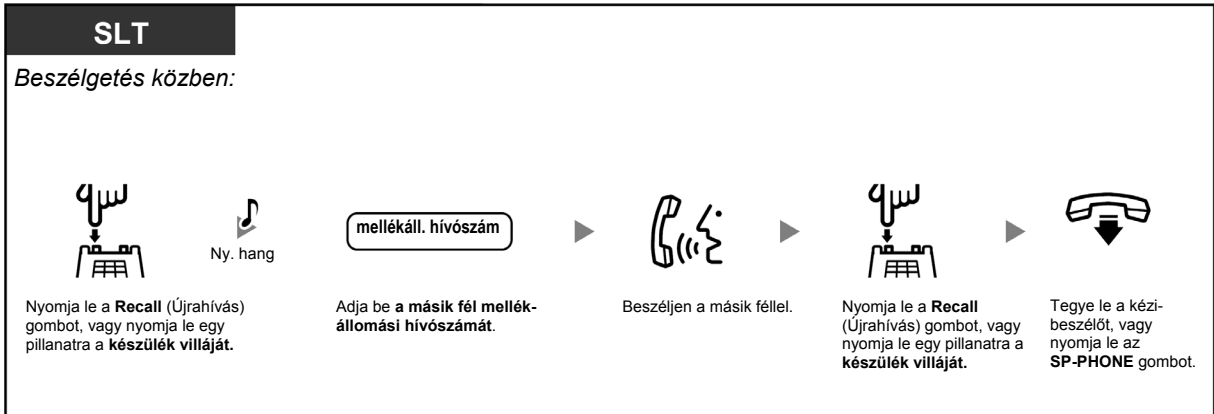 SLT
Beszélgetés közben:
Ny. hang
mellékáll. hívószám
Nyomja le a Recall (Újrahívás)
gombot, vagy nyomja le egy
pillanatra a készülék villáját.
Adja be a másik fél mellék-
állomási hívószámát.
Beszéljen a másik féllel.
Nyomja le a Recall
(Újrahívás) gombot, vagy
nyomja le egy pillanatra a
készülék villáját.
Tegye le a kézi-
beszélőt, vagy
nyomja le az
SP-PHONE gombot.